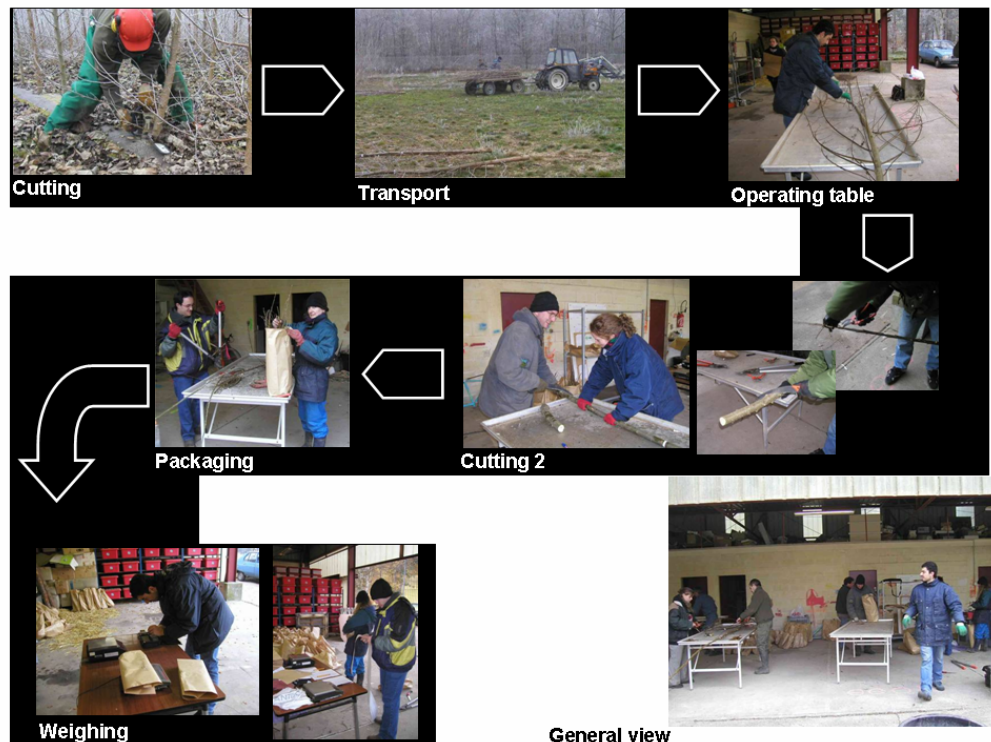 Cutting
Transport
Operating table
Packaging
Cutting 2
Weighing
General view